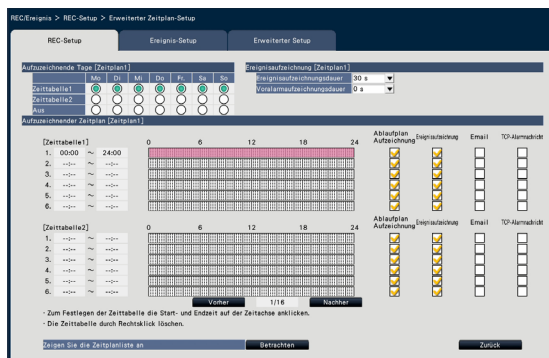 REC/Ereignis > REC-Setup > Erweiterter Zeitplan-Setup
REC-Setup Ereignis-Setup Erweiterter Setup
Aufzuzeichnende Tage [Zeitplan1] Ereignisaufzeichnung [Zeitplan1]
Mo Di Mi Do Fr. Sa So Ereignisaufzeichnungsdauer 30 s
Zeittabelle1 Voralarmaufzeichnungsdauer 0 s
Zeittabelle2
Aus
Aufzuzeichnender Zeitplan [Zeitplan1]
[Zeittabelle1] 0 6 12 18 24 Ablaufplan Aufzeichnung Ereignisaufzeichnung Email TCP-Alarmnachricht
1. 00:00 ~ 24:00
2. --:-- ~ --:--
3. --:-- ~ --:--
4. --:-- ~ --:--
5. --:-- ~ --:--
6. --:-- ~ --:--
[Zeittabelle2] 0 6 12 18 24 Ablaufplan Aufzeichnung Ereignisaufzeichnung Email TCP-Alarmnachricht
1. --:-- ~ --:--
2. --:-- ~ --:--
3. --:-- ~ --:--
4. --:-- ~ --:--
5. --:-- ~ --:--
6. --:-- ~ --:--
Vorher 1/16 Nachher
· Zum Festlegen der Zeittabelle die Start- und Endzeit auf der Zeitachse anklicken.
· Die Zeittabelle durch Rechtsklick löschen.
Zeigen Sie die Zeitplanliste an Betrachten Zurück